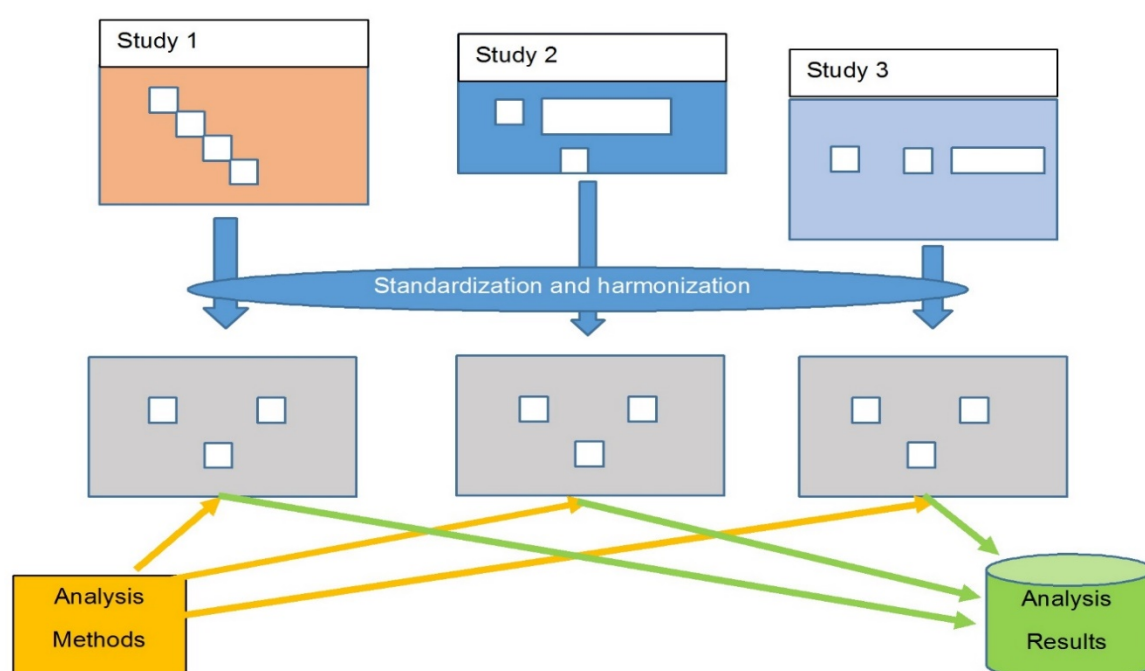 Study 1
Study 2
Study 3
Standardization and harmonization
Analysis
Methods
Analysis
Results